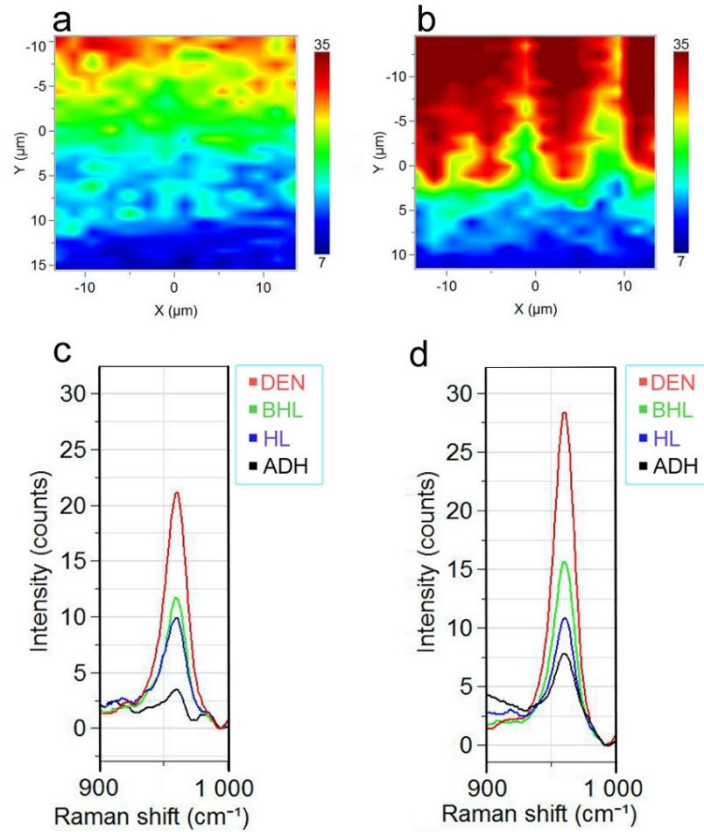 a
35
-10
-5
0
5
10
15
Y (µm)
7
-10
0
10
X (µm)
b
35
-10
-5
0
5
10
Y (µm)
7
-10
0
10
X (µm)
c
30
25
20
15
10
5
0
Intensity (counts)
DEN
BHL
HL
ADH
900
1 000
Raman shift (cm⁻¹)
d
30
25
20
15
10
5
0
Intensity (counts)
DEN
BHL
HL
ADH
900
1 000
Raman shift (cm⁻¹)